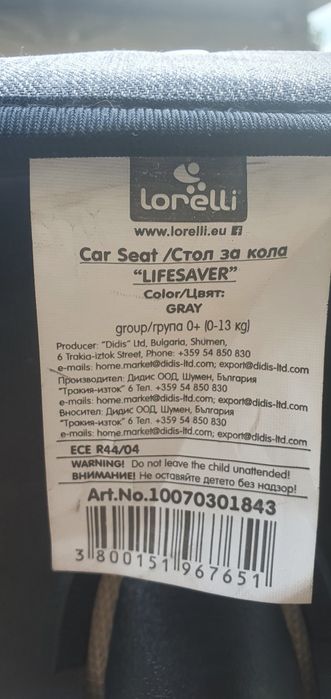 lorelli
www.lorelli.eu
Car Seat /Стол за кола
"LIFESAVER"
Color/Цвят:
GRAY
group/група 0+ (0-13 kg)
Producer: "Didis" Ltd, Bulgaria, Shumen,
6 Trakia-iztok Street, Phone: +359 54 850 830
e-mails: home.market@didis-ltd.com; export@didis-ltd.com
Производител: Дидис ООД, Шумен, България
"Тракия-изток" 6 Тел. +359 54 850 830
e-mails: home.market@didis-ltd.com; export@didis-ltd.com
Вносител: Дидис ООД, Шумен, България
"Тракия-изток" 6 Тел. +359 54 850 830
e-mails: home.market@didis-ltd.com; export@didis-ltd.com
ECE R44/04
WARNING! Do not leave the child unattended!
ВНИМАНИЕ! Не оставяйте детето без надзор!
Art.No.10070301843
3 800151 967651